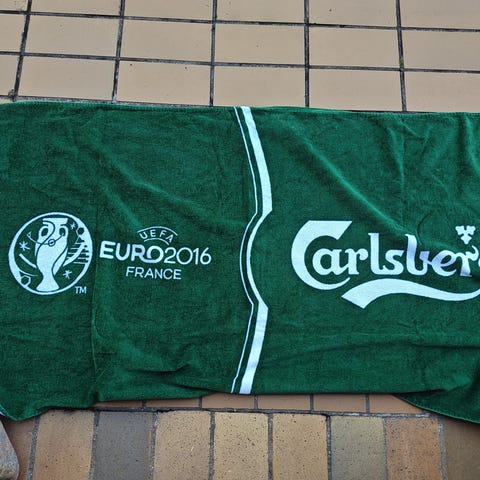 UEFA
EURO2016
FRANCE
TM
Carlsber